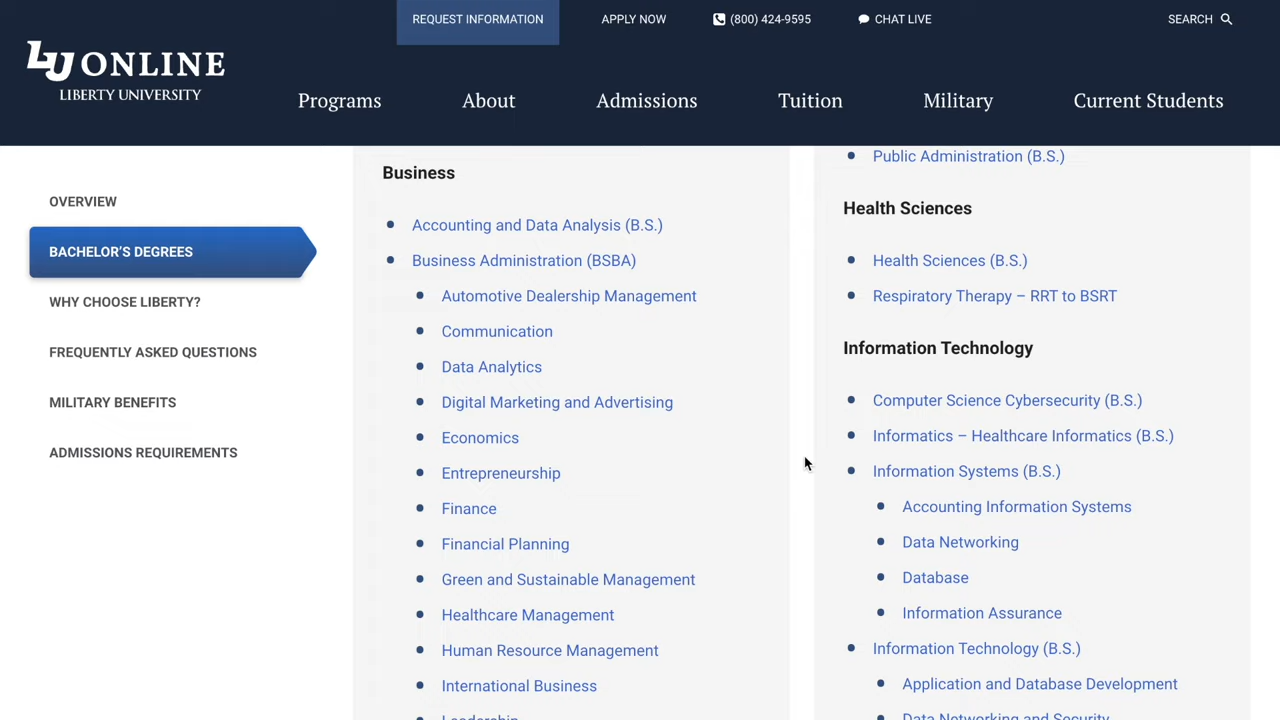 REQUEST INFORMATION
APPLY NOW
(800) 424-9595
CHAT LIVE
SEARCH
LU ONLINE
LIBERTY UNIVERSITY
Programs
About
Admissions
Tuition
Military
Current Students
OVERVIEW
BACHELOR'S DEGREES
WHY CHOOSE LIBERTY?
FREQUENTLY ASKED QUESTIONS
MILITARY BENEFITS
ADMISSIONS REQUIREMENTS
Business
Accounting and Data Analysis (B.S.)
Business Administration (BSBA)
Automotive Dealership Management
Communication
Data Analytics
Digital Marketing and Advertising
Economics
Entrepreneurship
Finance
Financial Planning
Green and Sustainable Management
Healthcare Management
Human Resource Management
International Business
Leadership
Public Administration (B.S.)
Health Sciences
Health Sciences (B.S.)
Respiratory Therapy – RRT to BSRT
Information Technology
Computer Science Cybersecurity (B.S.)
Informatics – Healthcare Informatics (B.S.)
Information Systems (B.S.)
Accounting Information Systems
Data Networking
Database
Information Assurance
Information Technology (B.S.)
Application and Database Development
Data Networking and Security